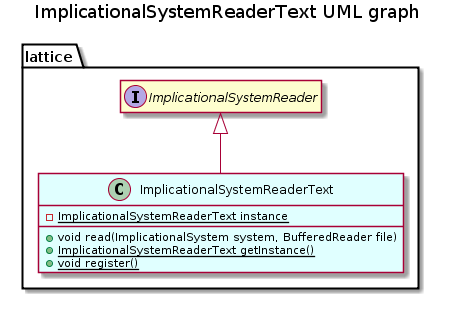 ImplicationalSystemReaderText UML graph
lattice
I ImplicationalSystemReader
C ImplicationalSystemReaderText
ImplicationalSystemReaderText instance
void read(ImplicationalSystem system, BufferedReader file)
ImplicationalSystemReaderText getInstance()
void register()